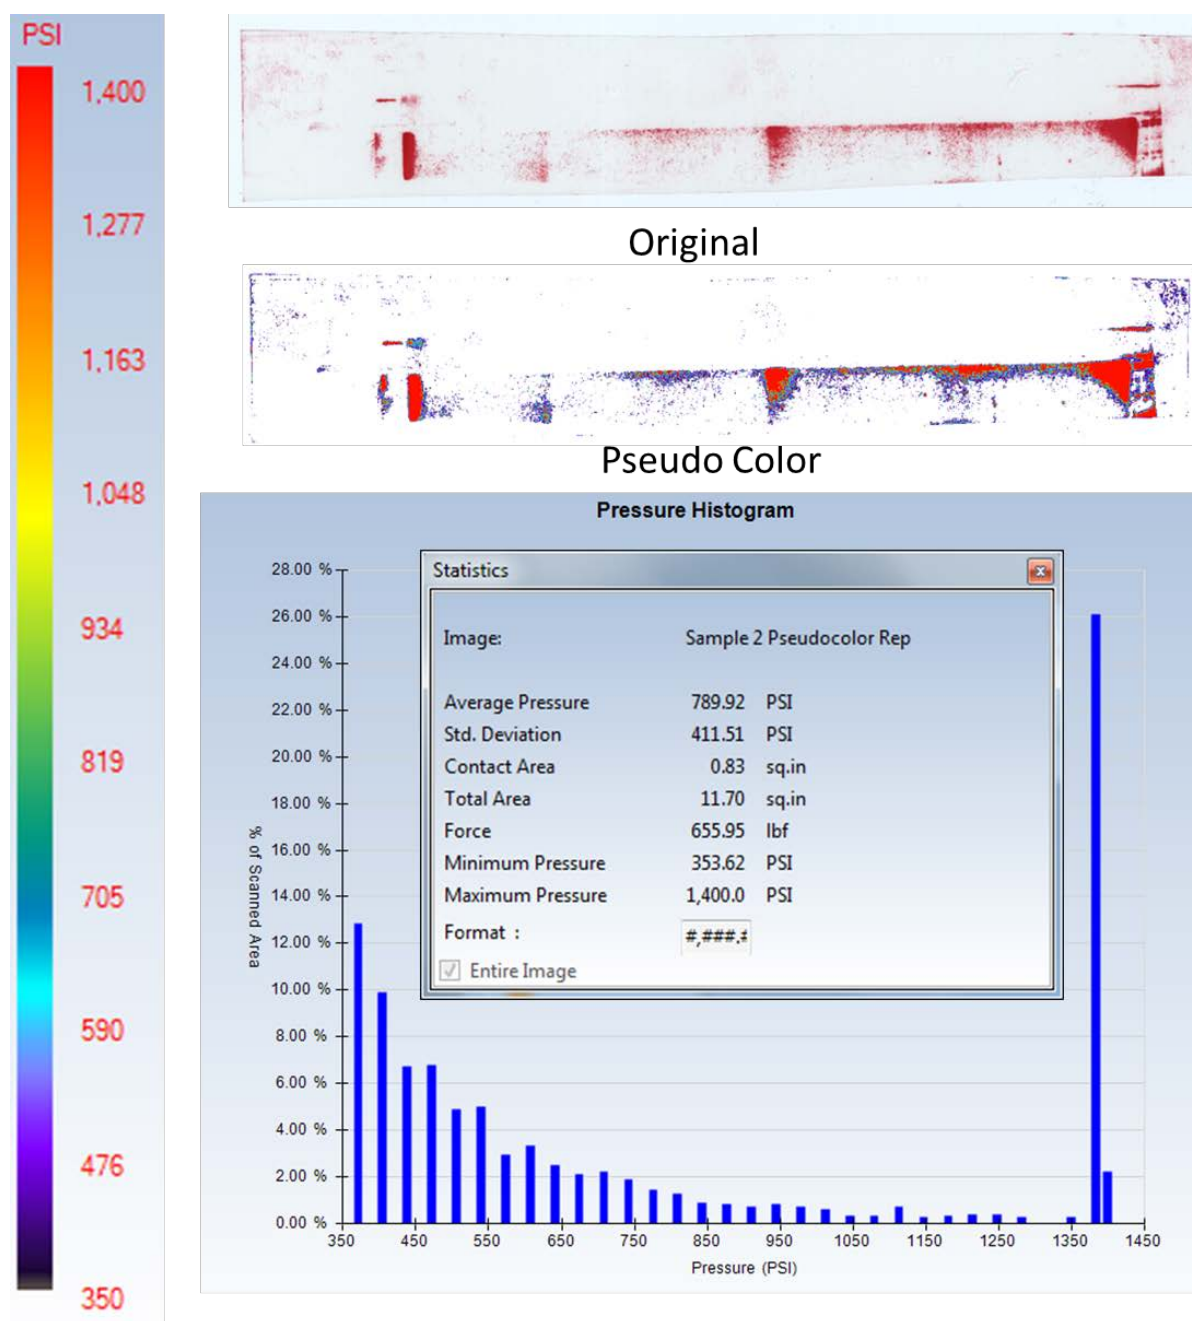 PSI
1,400
1,277
1,163
1,048
934
819
705
590
476
350
Original
Pseudo Color
Pressure Histogram
28.00 %
26.00 %
24.00 %
22.00 %
20.00 %
18.00 %
16.00 %
14.00 %
12.00 %
10.00 %
8.00 %
6.00 %
4.00 %
2.00 %
0.00 %
% of Scanned Area
Statistics
x
Image: Sample 2 Pseudocolor Rep
Average Pressure 789.92 PSI
Std. Deviation 411.51 PSI
Contact Area 0.83 sq.in
Total Area 11.70 sq.in
Force 655.95 lbf
Minimum Pressure 353.62 PSI
Maximum Pressure 1,400.0 PSI
Format : #,###.#
Entire Image
350 450 550 650 750 850 950 1050 1150 1250 1350 1450
Pressure (PSI)